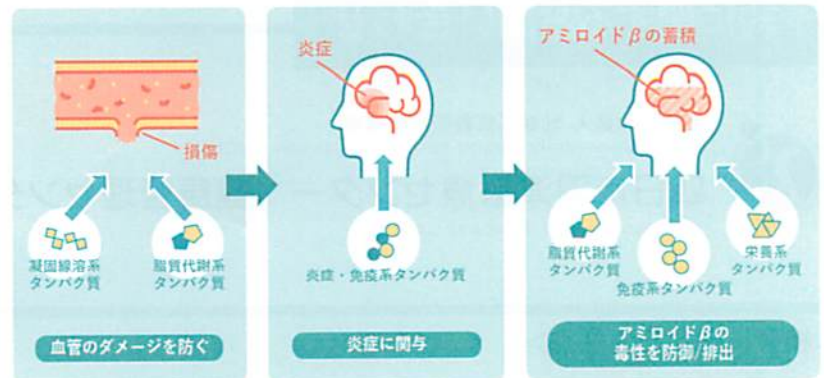 損傷
凝固線溶系
タンパク質
脂質代謝系
タンパク質
血管のダメージを防ぐ
炎症
炎症・免疫系タンパク質
炎症に関与
アミロイドβの蓄積
脂質代謝系
タンパク質
免疫系タンパク質
栄養系
タンパク質
アミロイドβの
毒性を防御/排出